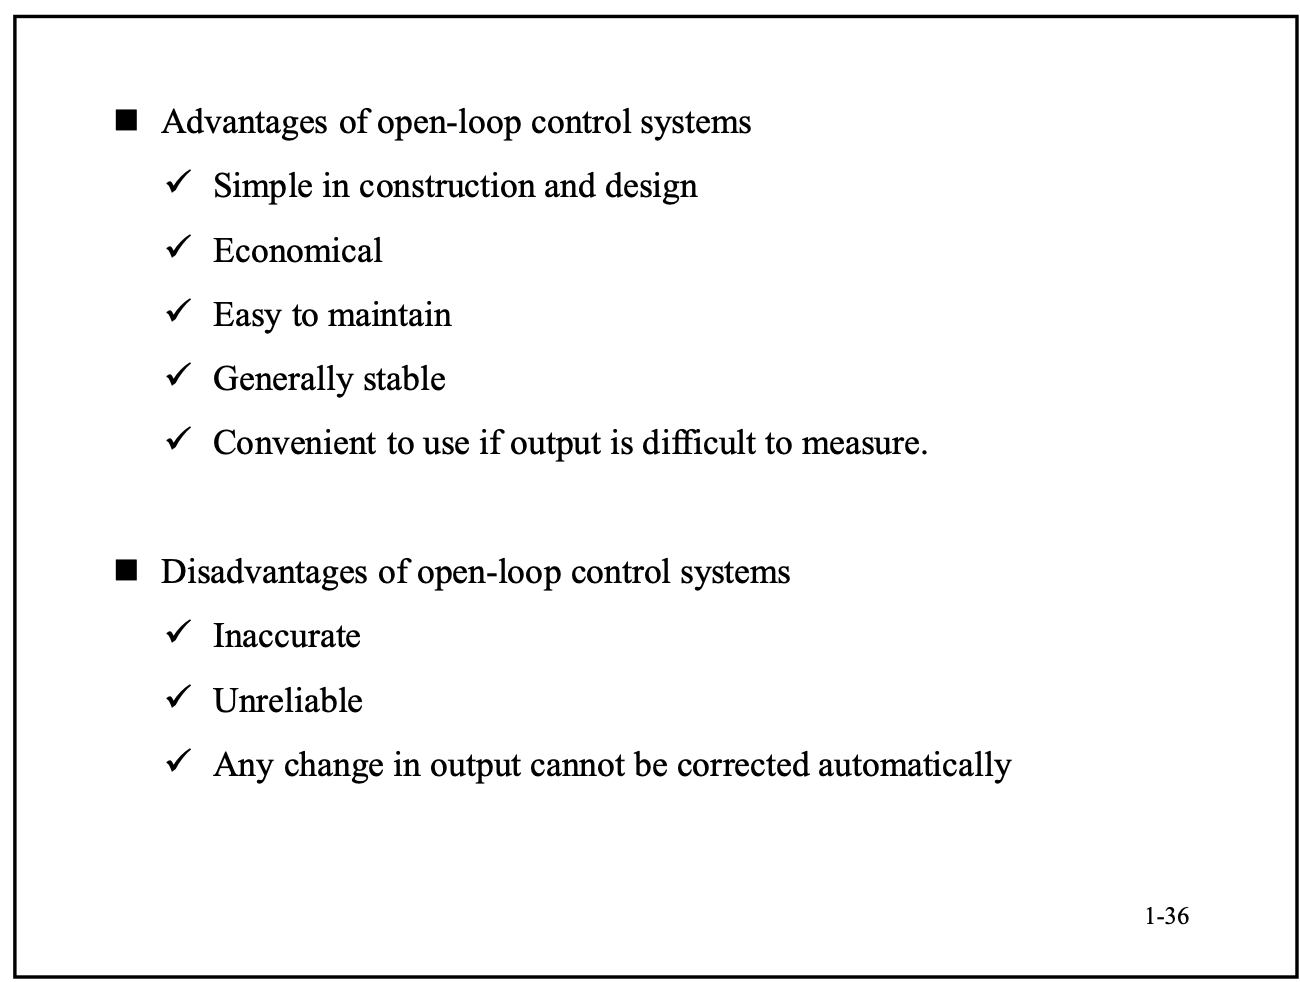 ■ Advantages of open-loop control systems
✓ Simple in construction and design
✓ Economical
✓ Easy to maintain
✓ Generally stable
✓ Convenient to use if output is difficult to measure.
■ Disadvantages of open-loop control systems
✓ Inaccurate
✓ Unreliable
✓ Any change in output cannot be corrected automatically
1-36